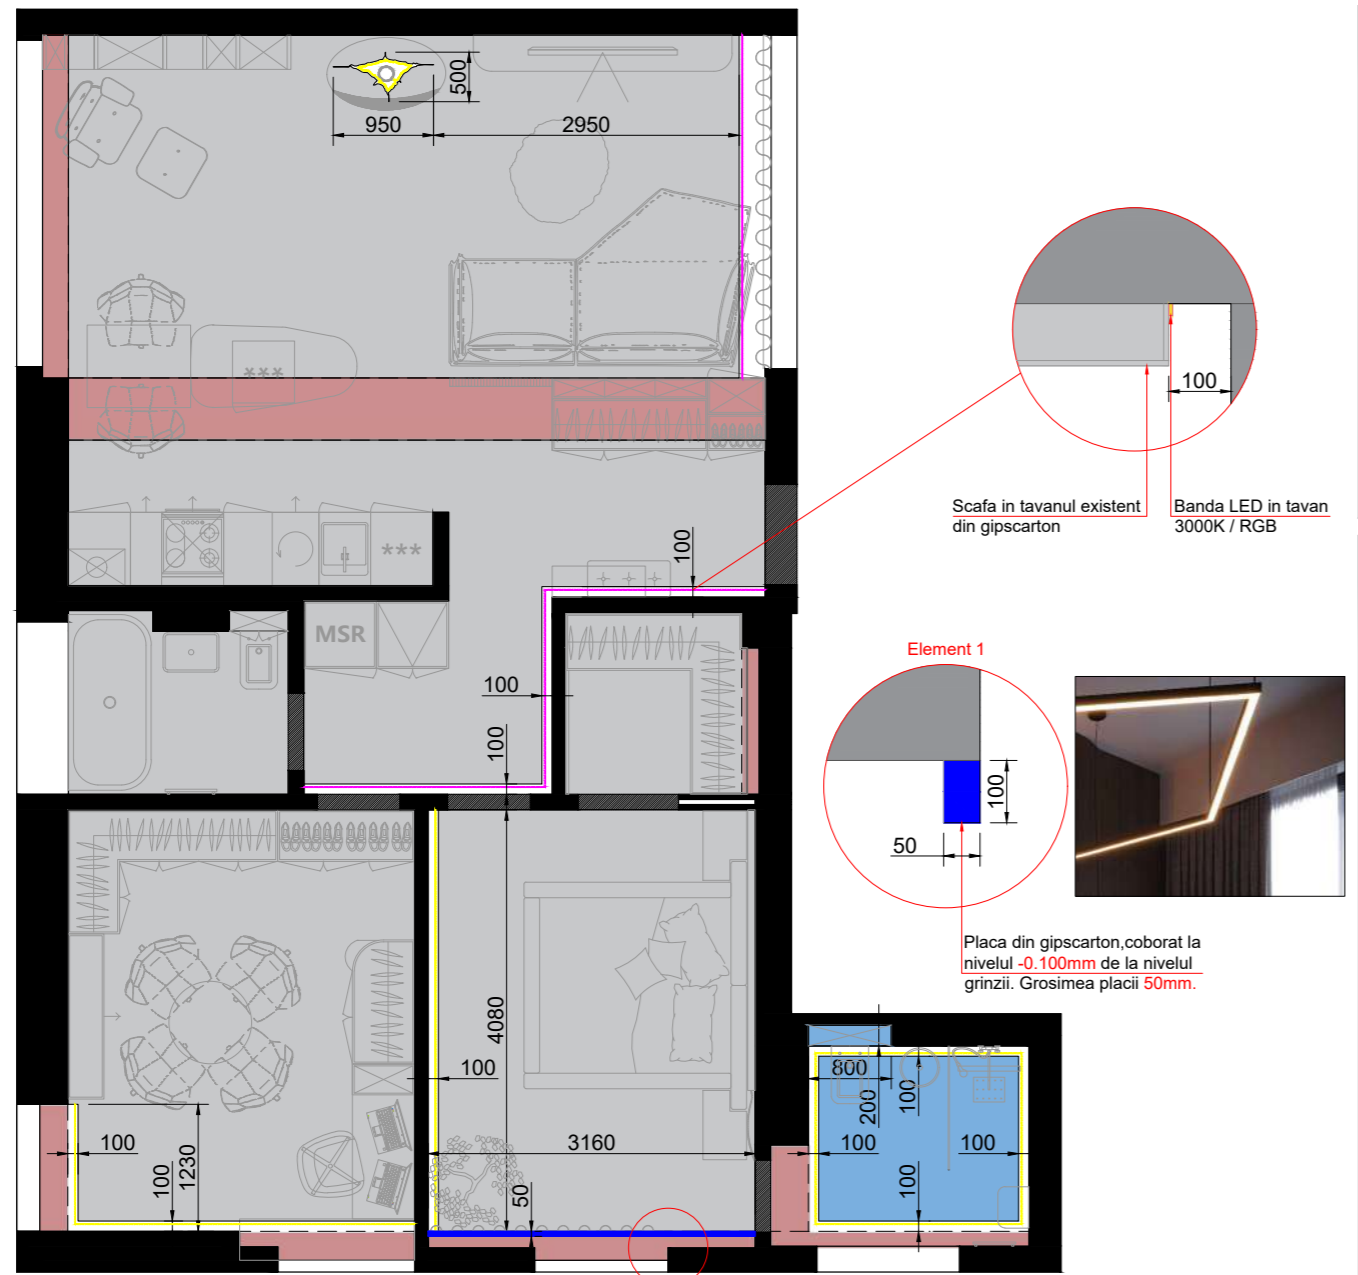 500
950
2950
***
***
100
100
100
MSR
100
Scafa in tavanul existent
din gipscarton
Banda LED in tavan
3000K / RGB
Element 1
100
50
Placa din gipscarton,coborat la
nivelul -0.100mm de la nivelul
grinzii. Grosimea placii 50mm.
4080
100
3160
50
100
100
1230
800
200
100
100
100
100